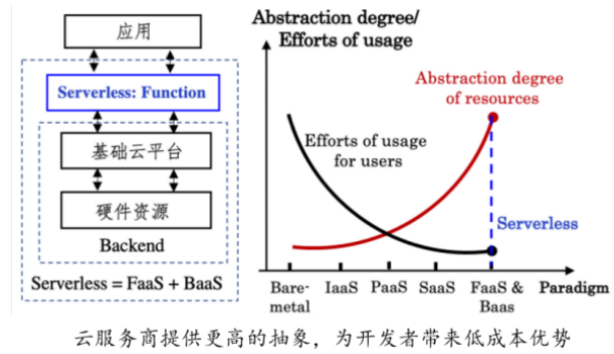 应用
Serverless: Function
基础云平台
硬件资源
Backend
Serverless = FaaS + BaaS
Abstraction degree/
Efforts of usage
Abstraction degree
of resources
Efforts of usage
for users
Serverless
Bare-
metal
IaaS
PaaS
SaaS
FaaS &
Baas
Paradigm
云服务商提供更高的抽象，为开发者带来低成本优势